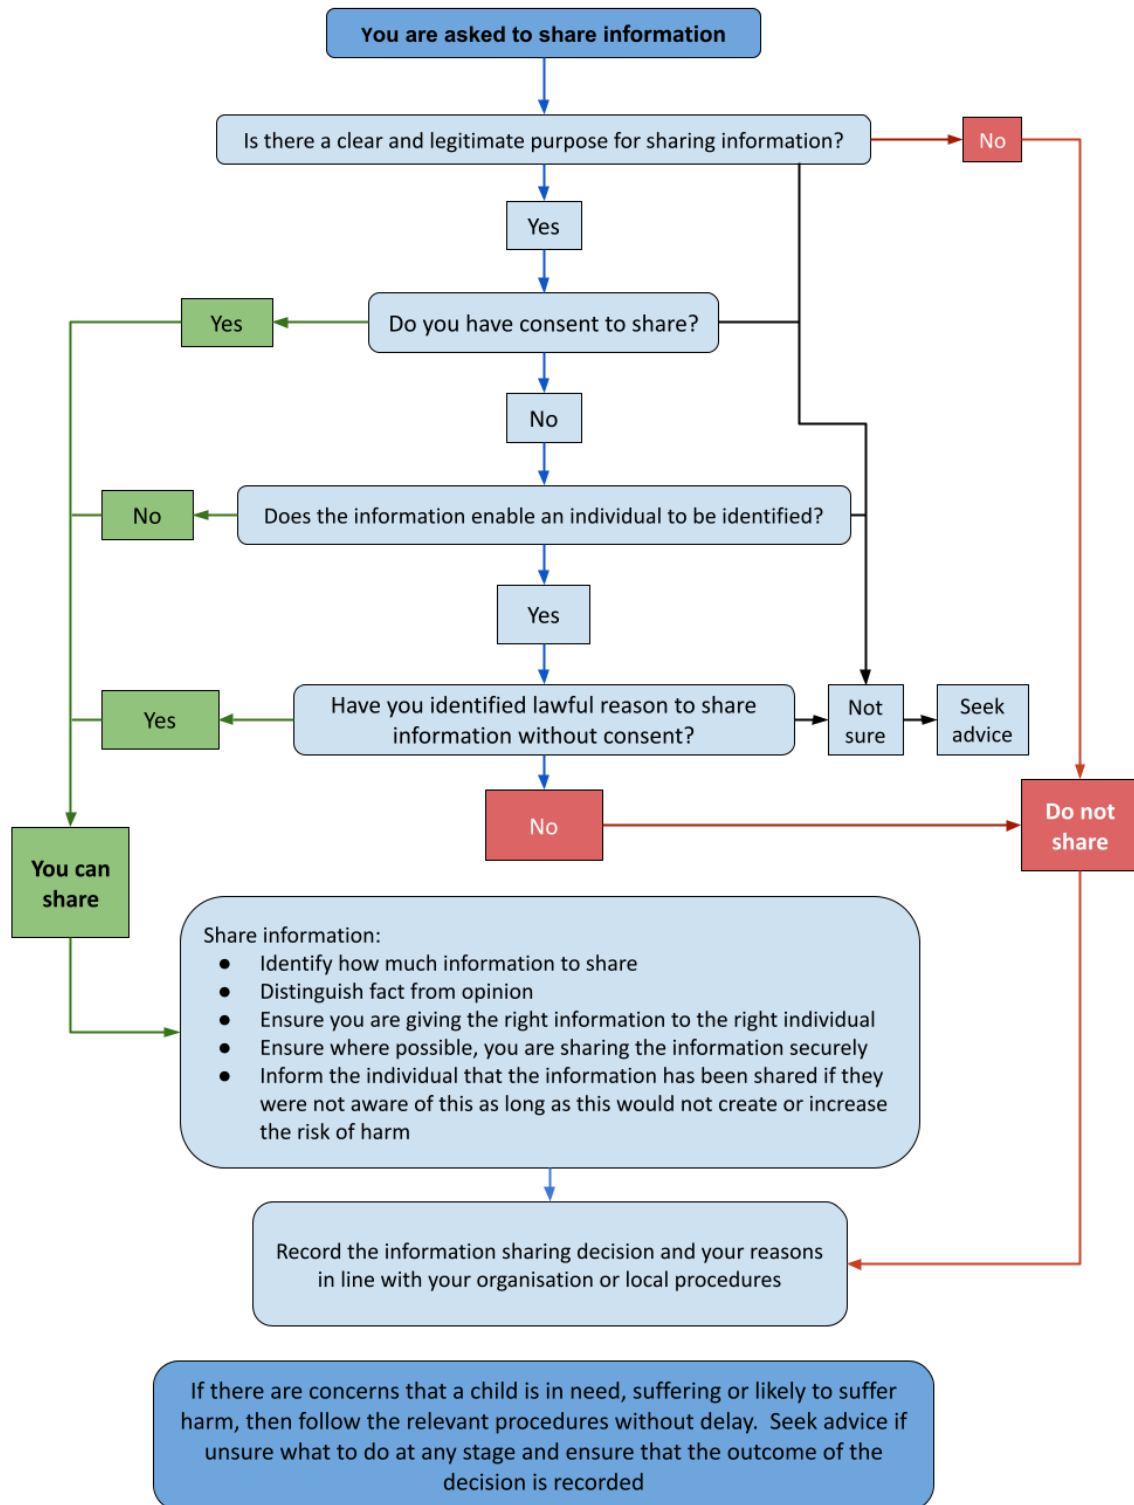 You are asked to share information
Is there a clear and legitimate purpose for sharing information?
No
Yes
Yes
Do you have consent to share?
No
No
Does the information enable an individual to be identified?
Yes
Yes
Have you identified lawful reason to share
information without consent?
Not
sure
Seek
advice
No
Do not
share
You can
share
Share information:
● Identify how much information to share
● Distinguish fact from opinion
● Ensure you are giving the right information to the right individual
● Ensure where possible, you are sharing the information securely
● Inform the individual that the information has been shared if they
were not aware of this as long as this would not create or increase
the risk of harm
Record the information sharing decision and your reasons
in line with your organisation or local procedures
If there are concerns that a child is in need, suffering or likely to suffer
harm, then follow the relevant procedures without delay.  Seek advice if
unsure what to do at any stage and ensure that the outcome of the
decision is recorded